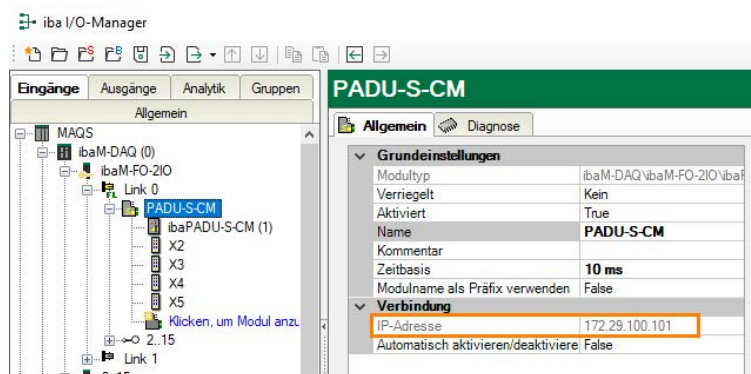 iba I/O-Manager
Eingänge Ausgänge Analytik Gruppen
Allgemein
MAQS
ibaM-DAQ (0)
ibaM-FO-2IO
Link 0
PADU-S-CM
ibaPADU-S-CM (1)
X2
X3
X4
X5
Klicken, um Modul anzu
2..15
Link 1
PADU-S-CM
Allgemein Diagnose
Grundeinstellungen
Modultyp ibaM-DAQ\ibaM-FO-2IO\ibaF
Verriegelt Kein
Aktiviert True
Name PADU-S-CM
Kommentar
Zeitbasis 10 ms
Modulname als Präfix verwenden False
Verbindung
IP-Adresse 172.29.100.101
Automatisch aktivieren/deaktiviere False